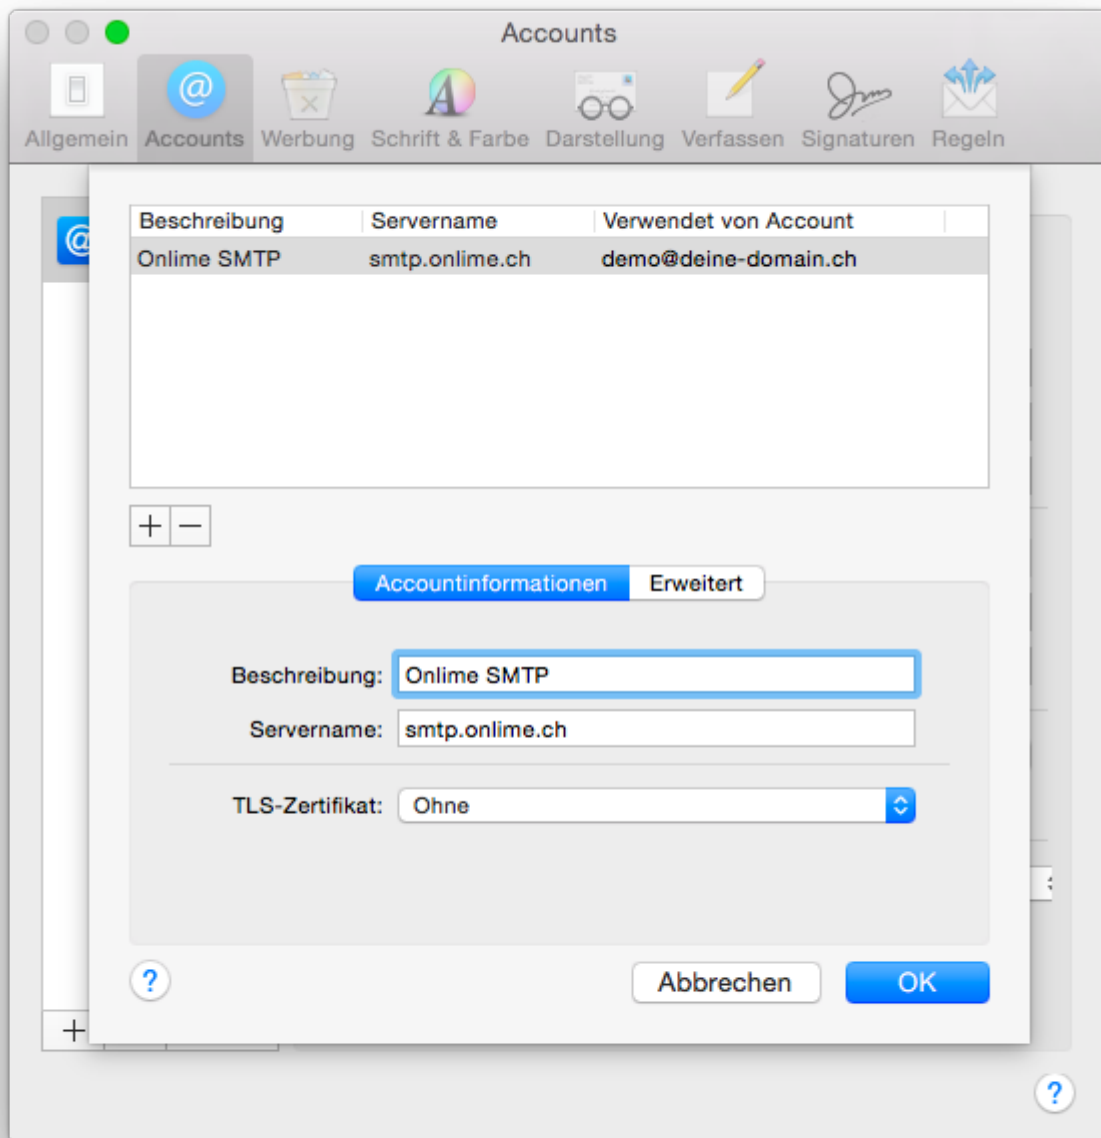 Accounts
Allgemein Accounts Werbung Schrift & Farbe Darstellung Verfassen Signaturen Regeln
Beschreibung Servername Verwendet von Account
Onlime SMTP smtp.onlime.ch demo@deine-domain.ch
Accountinformationen Erweitert
Beschreibung: Onlime SMTP
Servername: smtp.onlime.ch
TLS-Zertifikat: Ohne
? Abbrechen OK
?